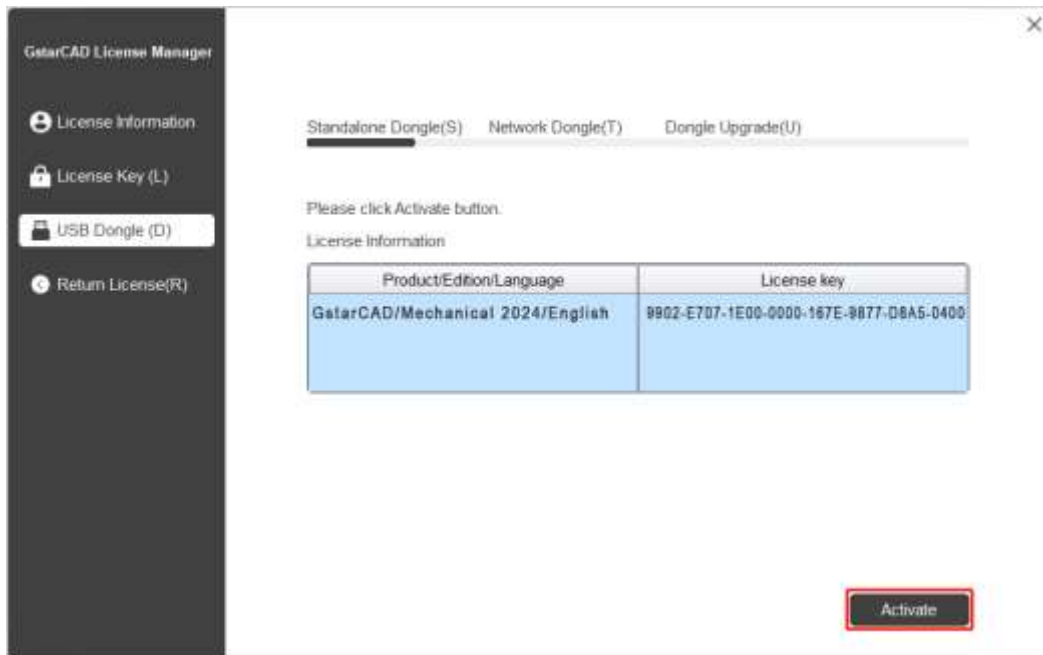 GstarCAD License Manager
License Information
License Key (L)
USB Dongle (D)
Return License(R)
Standalone Dongle(S) Network Dongle(T) Dongle Upgrade(U)
Please click Activate button.
License Information
Product/Edition/Language License key
GstarCAD/Mechanical 2024/English 9902-E707-1E00-0000-167E-9877-D8A5-0400
Activate